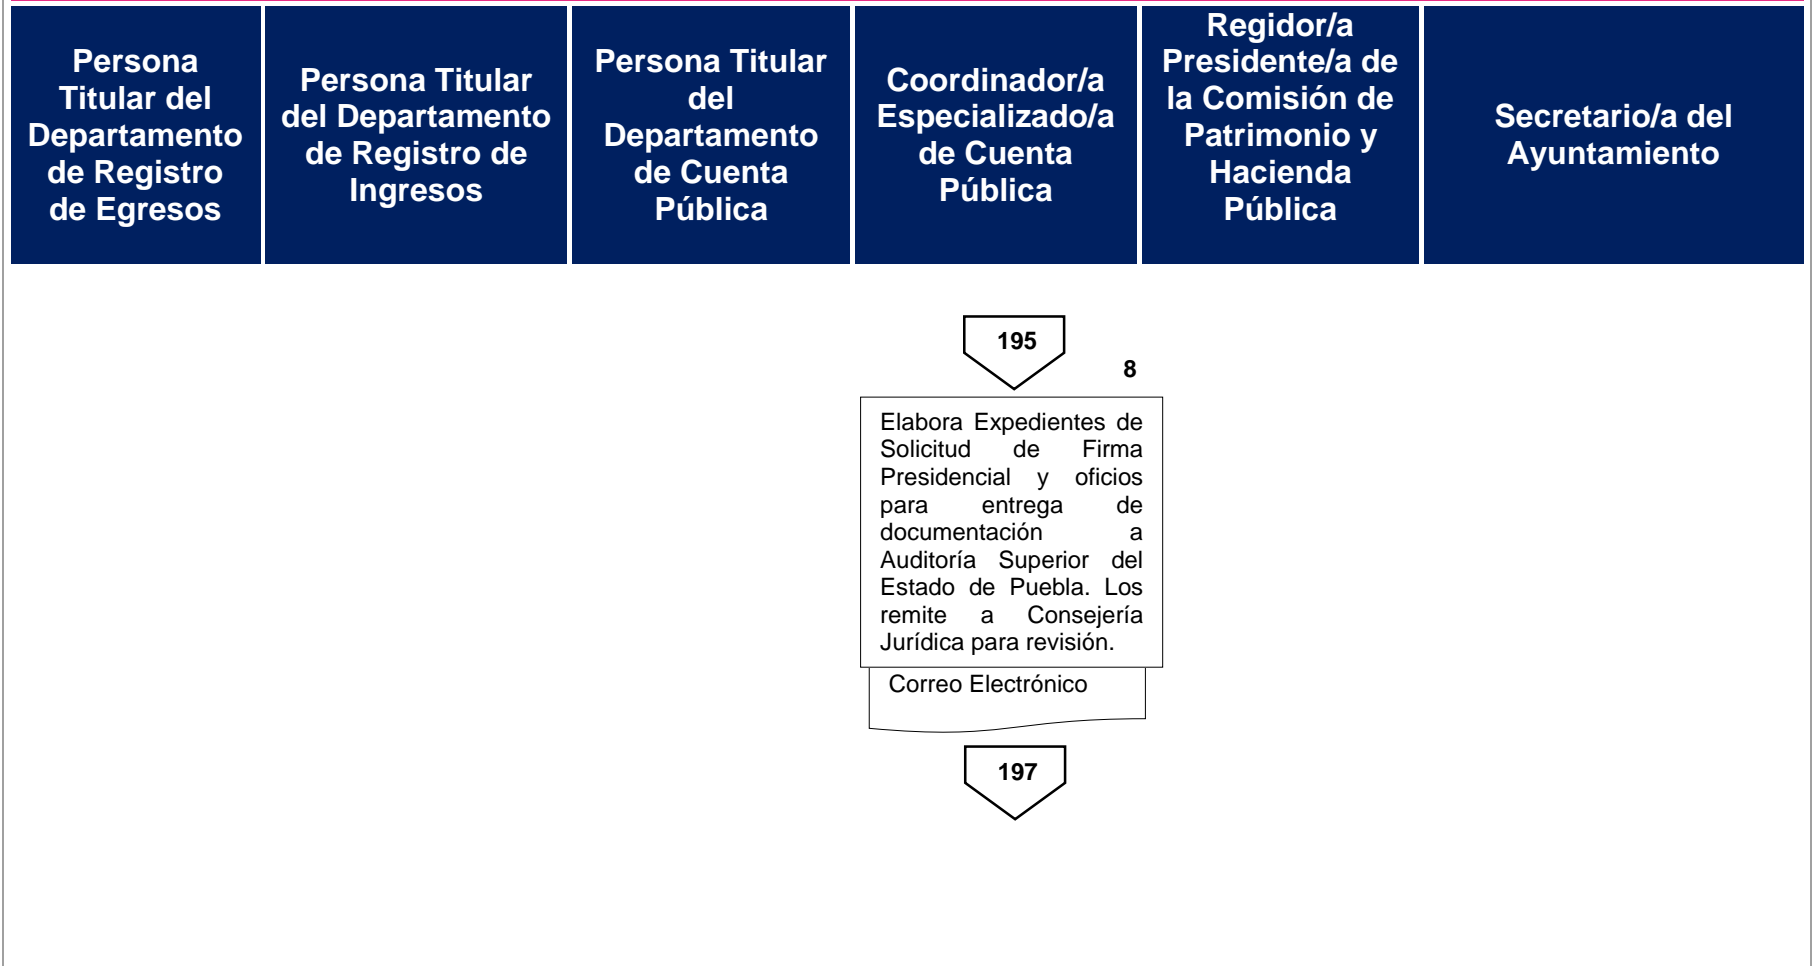 Persona
Titular del
Departamento
de Registro
de Egresos
Persona Titular
del Departamento
de Registro de
Ingresos
Persona Titular
del
Departamento
de Cuenta
Pública
Coordinador/a
Especializado/a
de Cuenta
Pública
Regidor/a
Presidente/a de
la Comisión de
Patrimonio y
Hacienda
Pública
Secretario/a del
Ayuntamiento
195
8
Elabora Expedientes de
Solicitud de Firma
Presidencial y oficios
para entrega de
documentación a
Auditoría Superior del
Estado de Puebla. Los
remite a Consejería
Jurídica para revisión.
Correo Electrónico
197